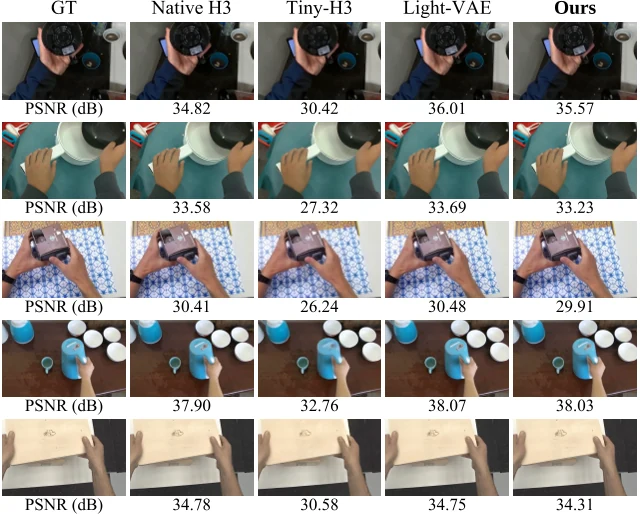 GT Native H3 Tiny-H3 Light-VAE Ours
PSNR (dB) 34.82 30.42 36.01 35.57
PSNR (dB) 33.58 27.32 33.69 33.23
PSNR (dB) 30.41 26.24 30.48 29.91
PSNR (dB) 37.90 32.76 38.07 38.03
PSNR (dB) 34.78 30.58 34.75 34.31